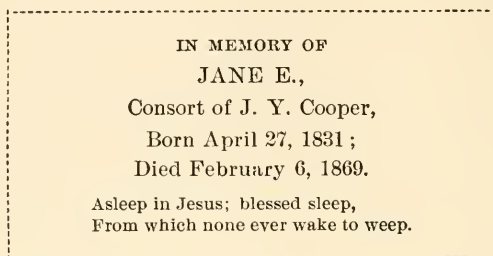 IN MEMORY OF
JANE E.,
Consort of J. Y. Cooper,
Born April 27, 1831;
Died February 6, 1869.
Asleep in Jesus; blessed sleep,
From which none ever wake to weep.